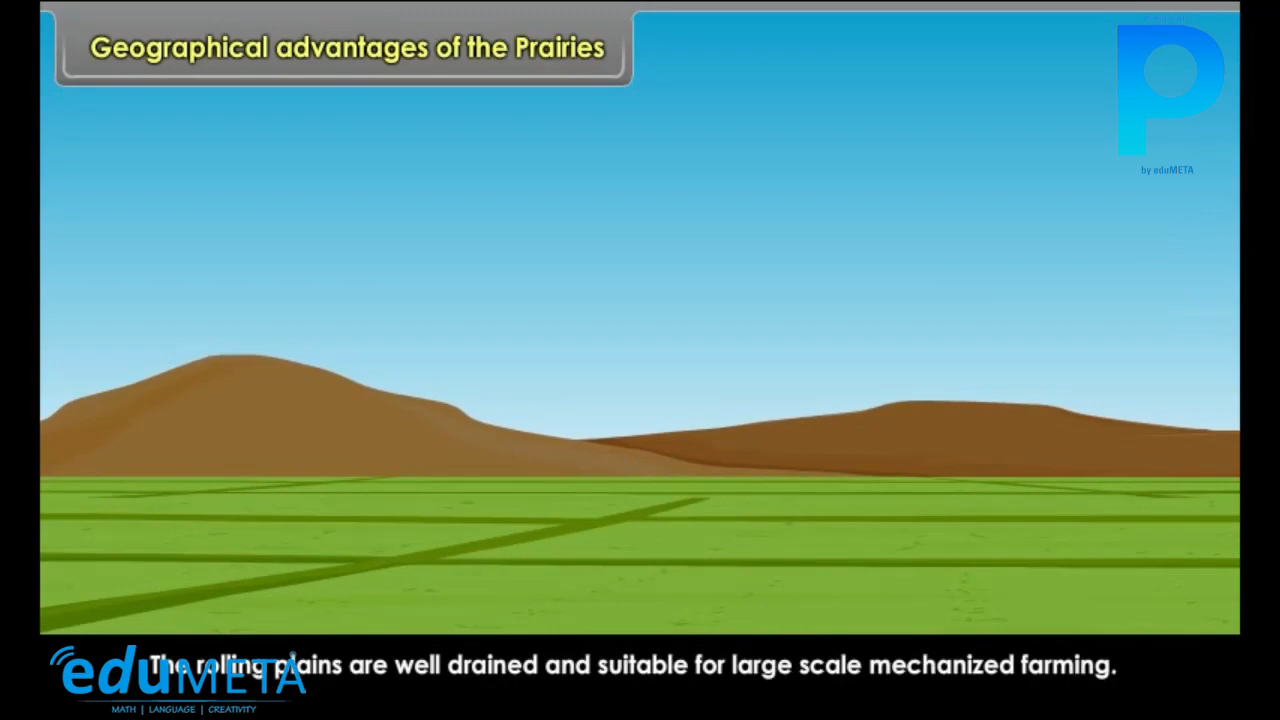 Geographical advantages of the Prairies
P
by eduMETA
The rolling plains are well drained and suitable for large scale mechanized farming.
eduMETA
MATH | LANGUAGE | CREATIVITY